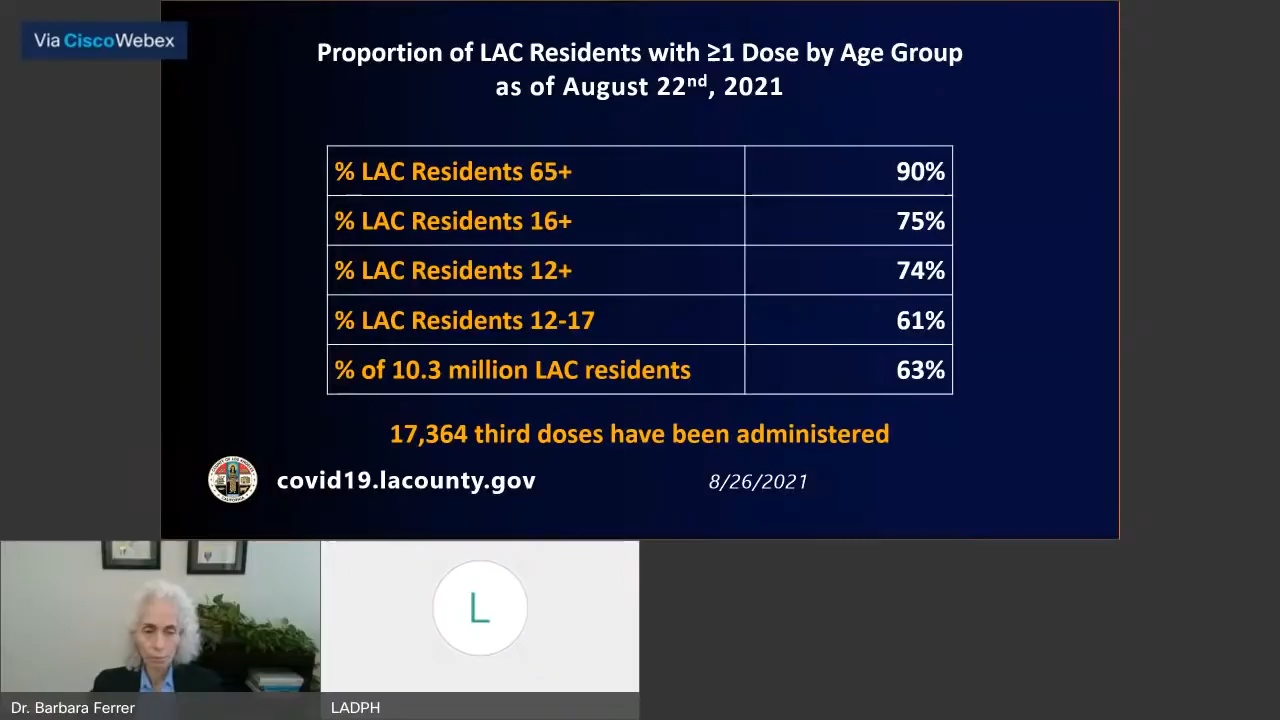 Via CiscoWebex
Proportion of LAC Residents with ≥1 Dose by Age Group
as of August 22nd, 2021
% LAC Residents 65+ 90%
% LAC Residents 16+ 75%
% LAC Residents 12+ 74%
% LAC Residents 12-17 61%
% of 10.3 million LAC residents 63%
17,364 third doses have been administered
covid19.lacounty.gov 8/26/2021
L
Dr. Barbara Ferrer LADPH